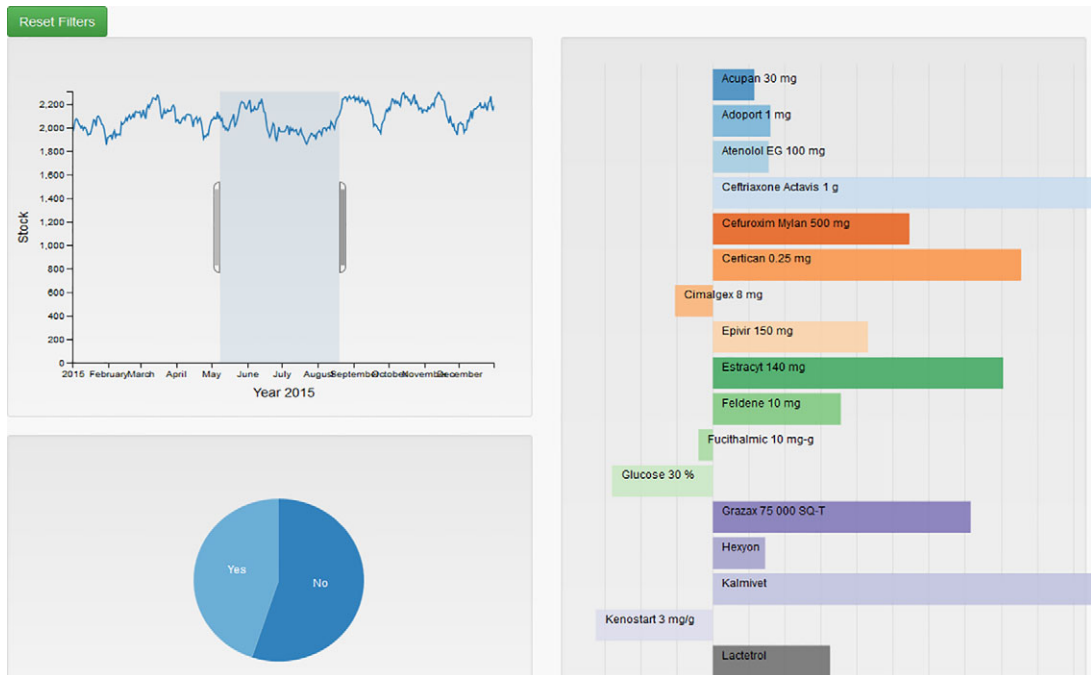 Reset Filters
Stock
2,200
2,000
1,800
1,600
1,400
1,200
1,000
800
600
400
200
0
2015 February March April May June July August September October November December
Year 2015
Yes
No
Acupan 30 mg
Adoport 1 mg
Atenolol EG 100 mg
Ceftriaxone Actavis 1 g
Cefuroxim Mylan 500 mg
Certican 0.25 mg
Cimalgex 8 mg
Epivir 150 mg
Estracyt 140 mg
Feldene 10 mg
Fucithalmic 10 mg-g
Glucose 30 %
Grazax 75 000 SQ-T
Hexyon
Kalmivet
Kenostart 3 mg/g
Lactetrol